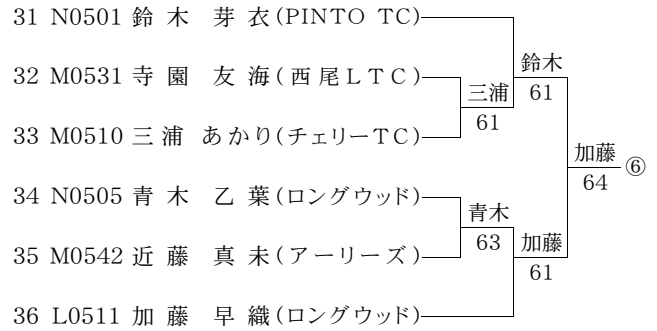 31 N0501 鈴木 芽衣(PINTO TC)
鈴木
32 M0531 寺園 友海(西尾LTC)
三浦
61
61
33 M0510 三浦 あかり(チェリーTC)
加藤
64
⑥
34 N0505 青木 乙葉(ロングウッド)
青木
63
加藤
35 M0542 近藤 真未(アーリーズ)
61
36 L0511 加藤 早織(ロングウッド)